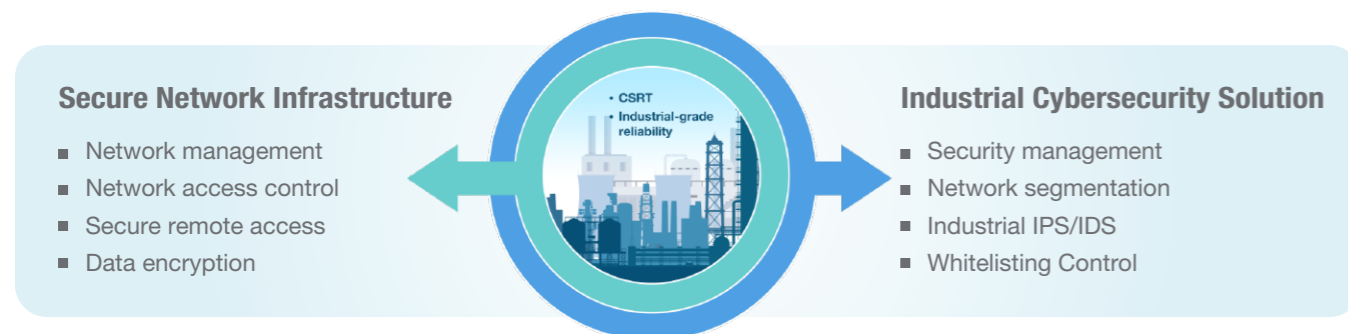 Secure Network Infrastructure
■ Network management
■ Network access control
■ Secure remote access
■ Data encryption
• CSRT
• Industrial-grade
reliability
Industrial Cybersecurity Solution
■ Security management
■ Network segmentation
■ Industrial IPS/IDS
■ Whitelisting Control